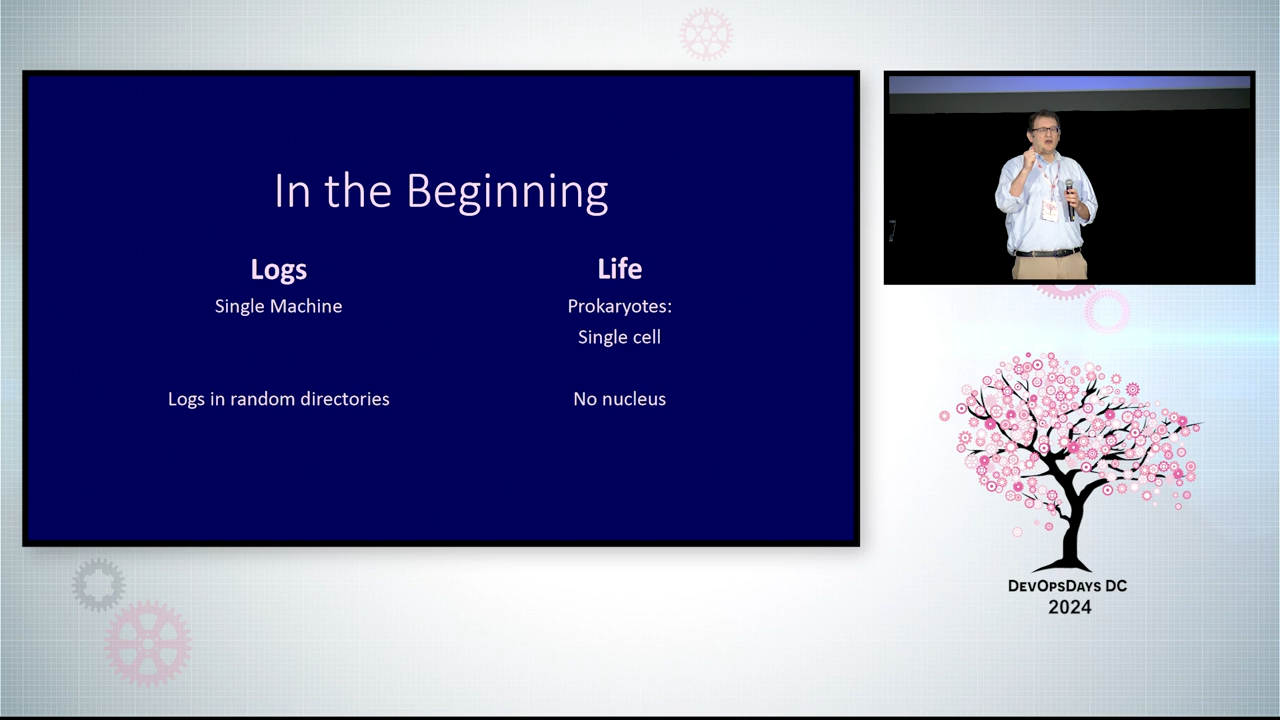 In the Beginning
Logs
Single Machine
Logs in random directories
Life
Prokaryotes:
Single cell
No nucleus
DevOpsDays DC
2024